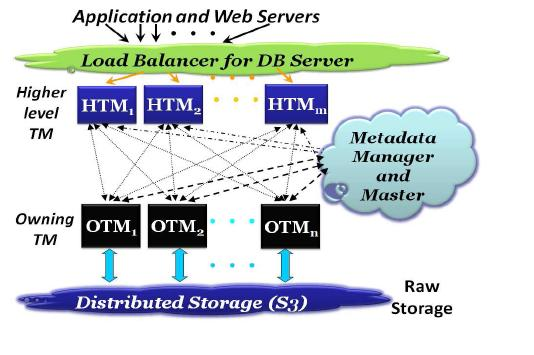 Application and Web Servers
Load Balancer for DB Server
Higher
level
TM
HTM₁ HTM₂ HTMₘ
Metadata
Manager
and
Master
Owning
TM
OTM₁ OTM₂ OTMₙ
Distributed Storage (S3)
Raw
Storage